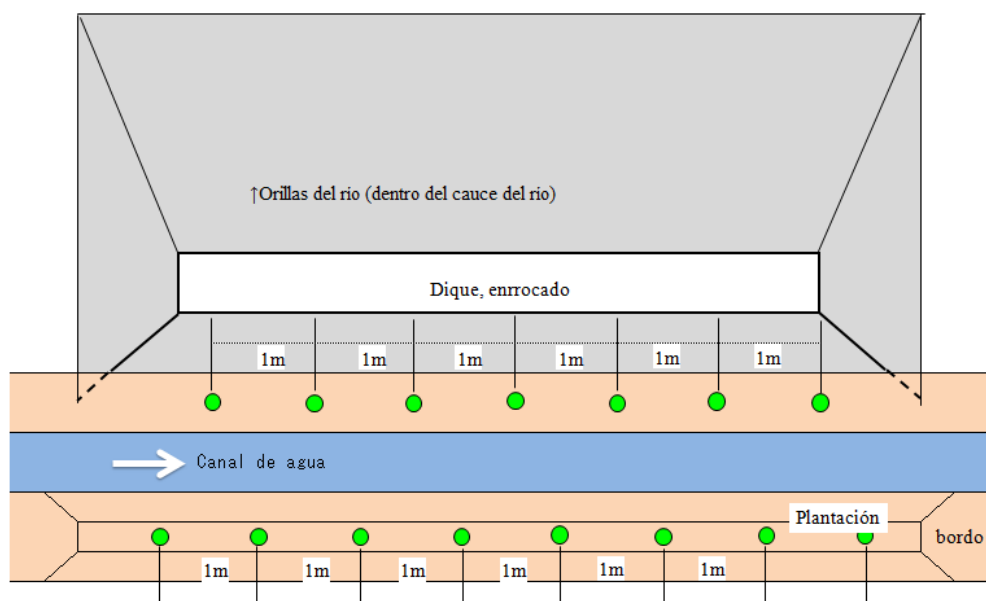 ↑Orillas del rio (dentro del cauce del rio)
Dique, enrrocado
1m 1m 1m 1m 1m 1m
Canal de agua
Plantación
bordo
1m 1m 1m 1m 1m 1m